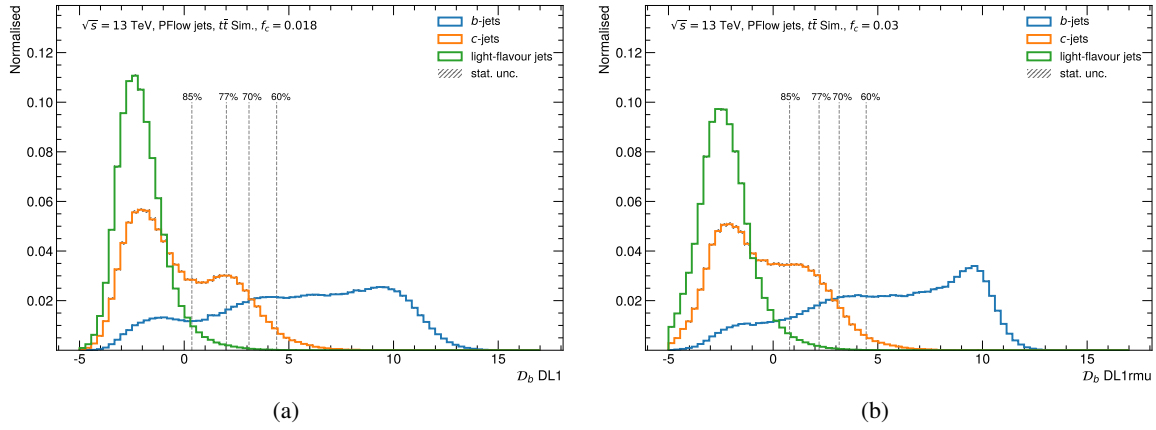 √s = 13 TeV, PFlow jets, tt̄ Sim., f_c = 0.018
b-jets
c-jets
light-flavour jets
stat. unc.
Normalised
0.12
0.10
0.08
0.06
0.04
0.02
85%
77%
70%
60%
-5
0
5
10
15
𝒟_b DL1
(a)
√s = 13 TeV, PFlow jets, tt̄ Sim., f_c = 0.03
b-jets
c-jets
light-flavour jets
stat. unc.
Normalised
0.12
0.10
0.08
0.06
0.04
0.02
85%
77%
70%
60%
-5
0
5
10
15
𝒟_b DL1rmu
(b)